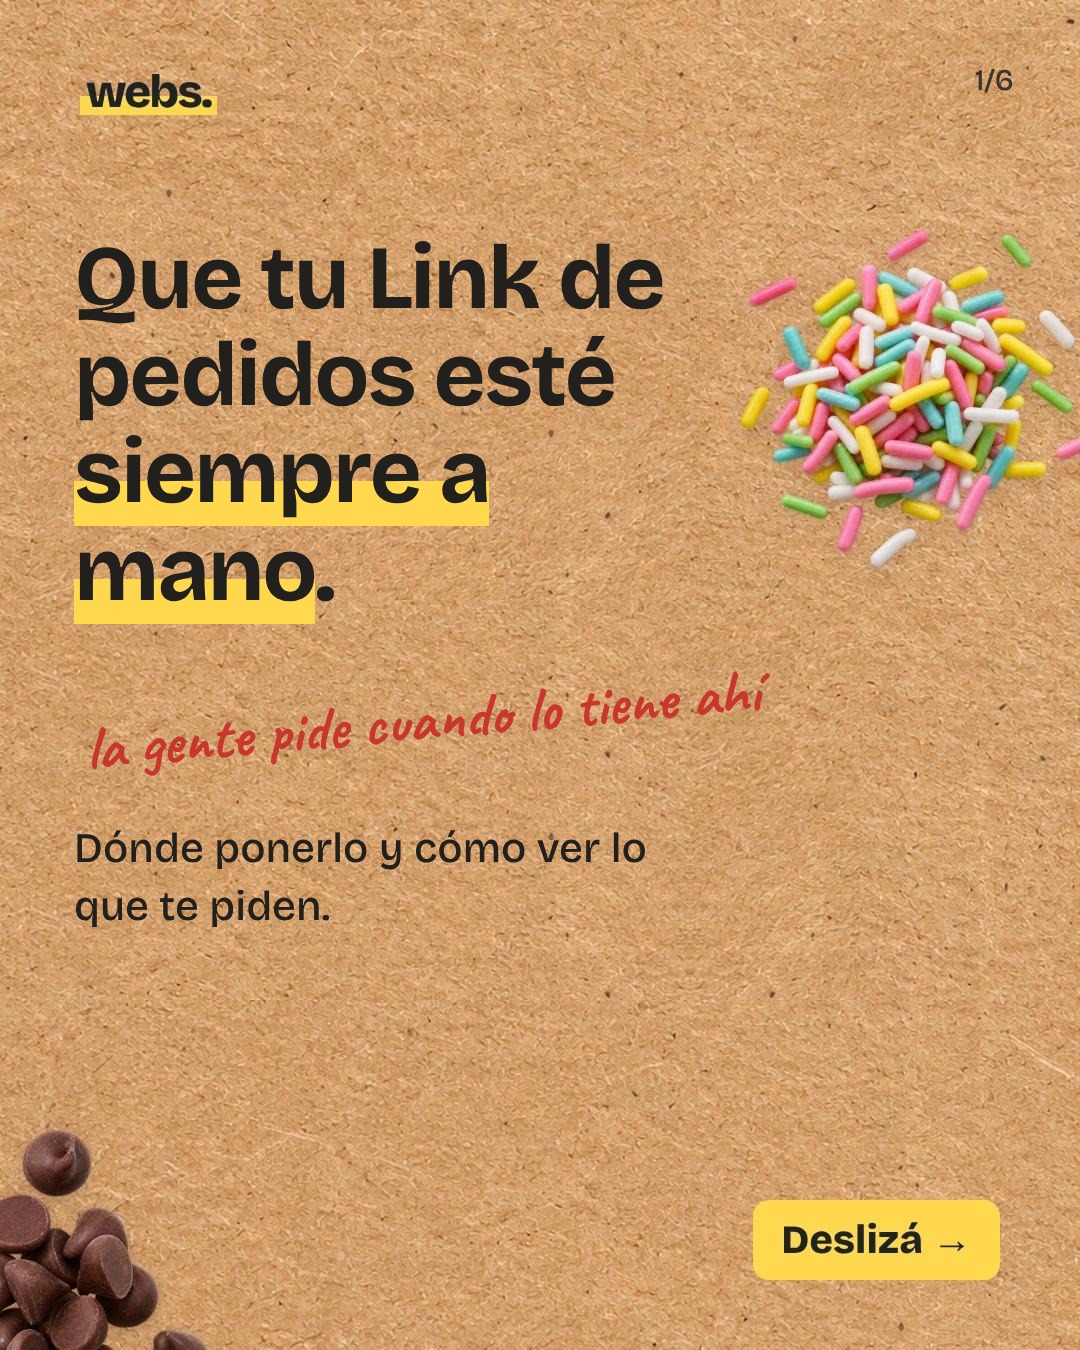 webs.
1/6
Que tu Link de
pedidos esté
siempre a
mano.
la gente pide cuando lo tiene ahí
Dónde ponerlo y cómo ver lo
que te piden.
Deslizá →